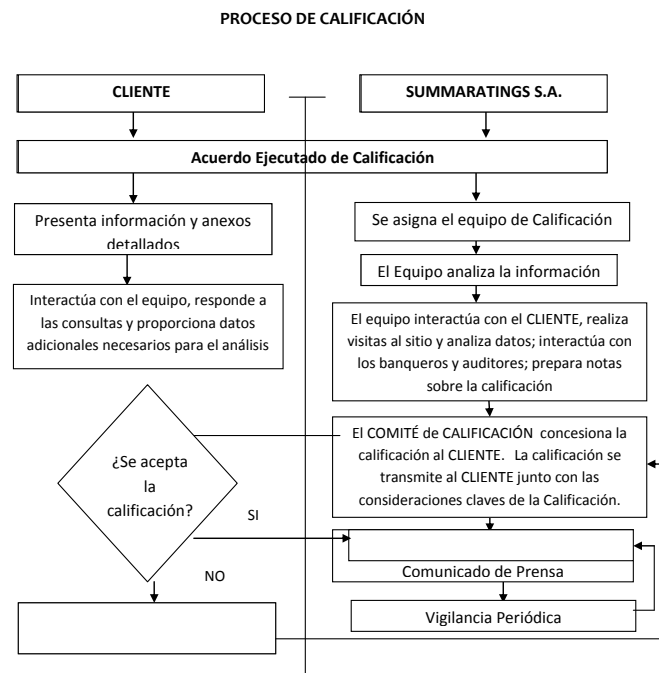 PROCESO DE CALIFICACIÓN
CLIENTE
SUMMARATINGS S.A.
Acuerdo Ejecutado de Calificación
Presenta información y anexos
detallados
Se asigna el equipo de Calificación
El Equipo analiza la información
Interactúa con el equipo, responde a
las consultas y proporciona datos
adicionales necesarios para el análisis
El equipo interactúa con el CLIENTE, realiza
visitas al sitio y analiza datos; interactúa con
los banqueros y auditores; prepara notas
sobre la calificación
El COMITÉ de CALIFICACIÓN concesiona la
calificación al CLIENTE. La calificación se
transmite al CLIENTE junto con las
consideraciones claves de la Calificación.
¿Se acepta
la
calificación?
SI
NO
Comunicado de Prensa
Vigilancia Periódica